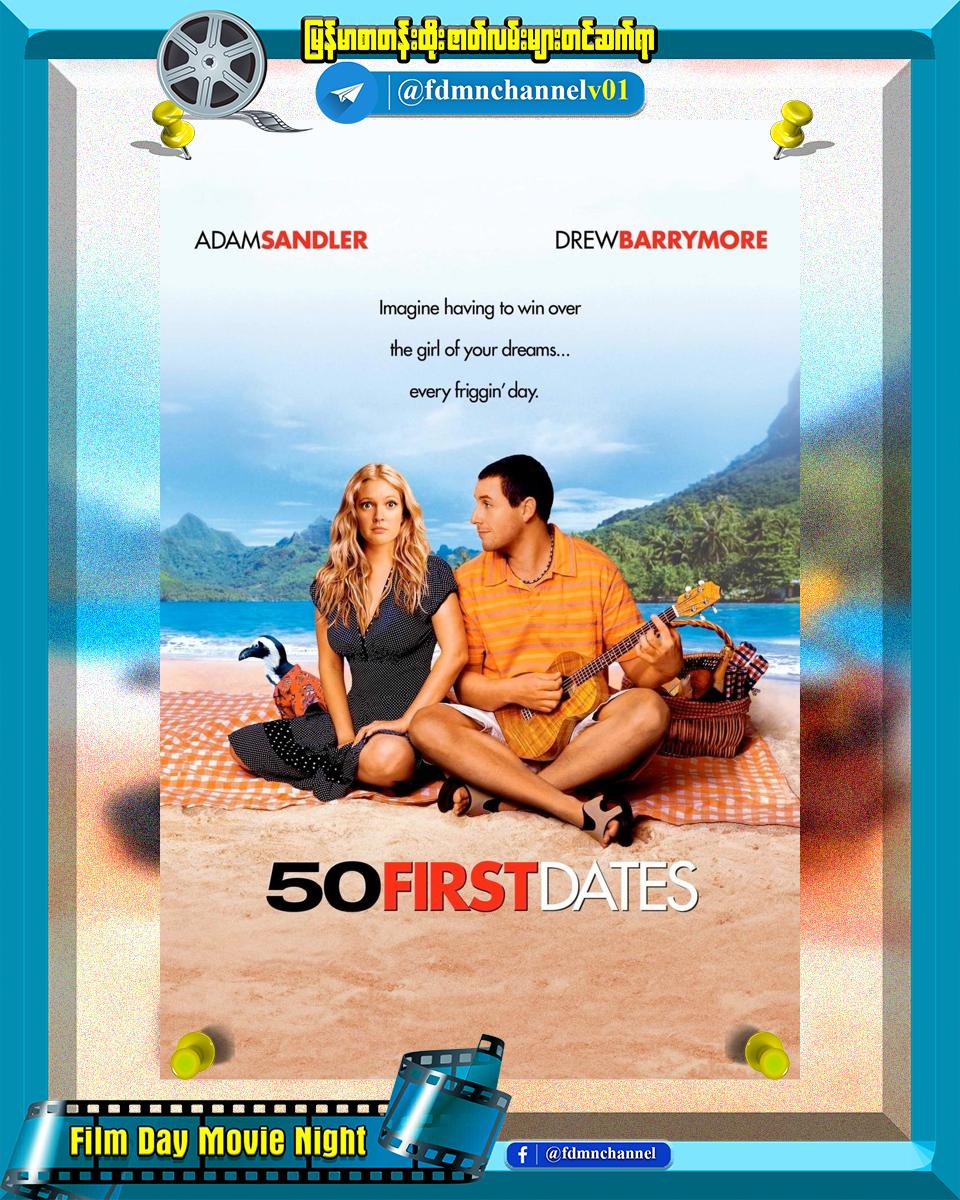 မြန်မာစာတန်းထိုးဇာတ်လမ်းများတင်ဆက်ရာ
@fdmnchannelv01
ADAMSANDLER
DREWBARRYMORE
Imagine having to win over
the girl of your dreams...
every friggin' day.
50FIRSTDATES
Film Day Movie Night
f @fdmnchannel